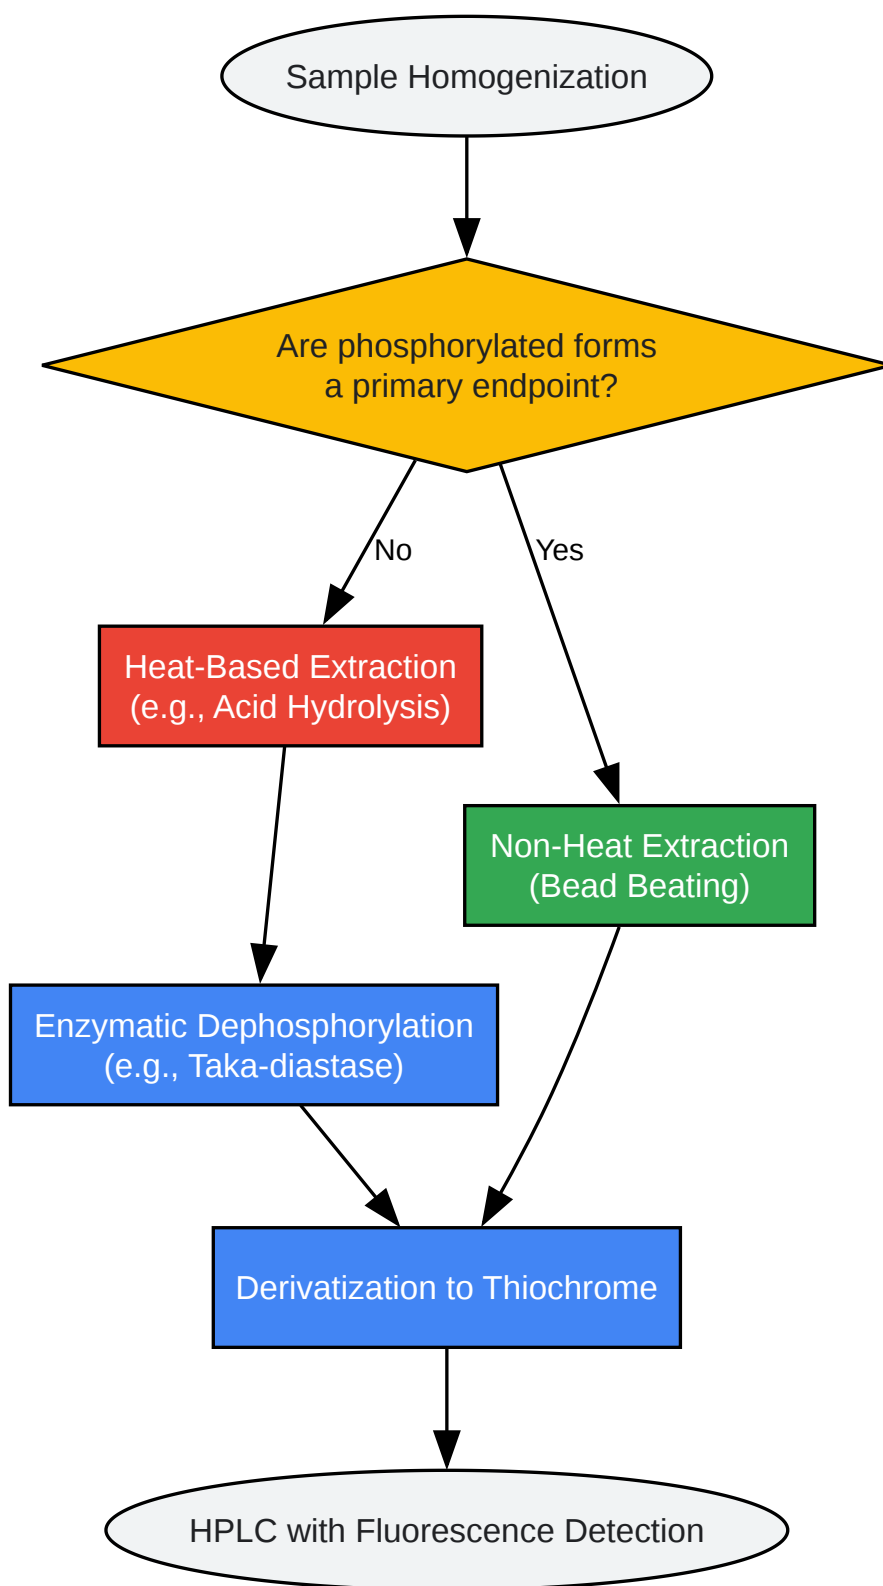 Sample Homogenization
Are phosphorylated forms
a primary endpoint?
No
Yes
Heat-Based Extraction
(e.g., Acid Hydrolysis)
Non-Heat Extraction
(Bead Beating)
Enzymatic Dephosphorylation
(e.g., Taka-diastase)
Derivatization to Thiochrome
HPLC with Fluorescence Detection